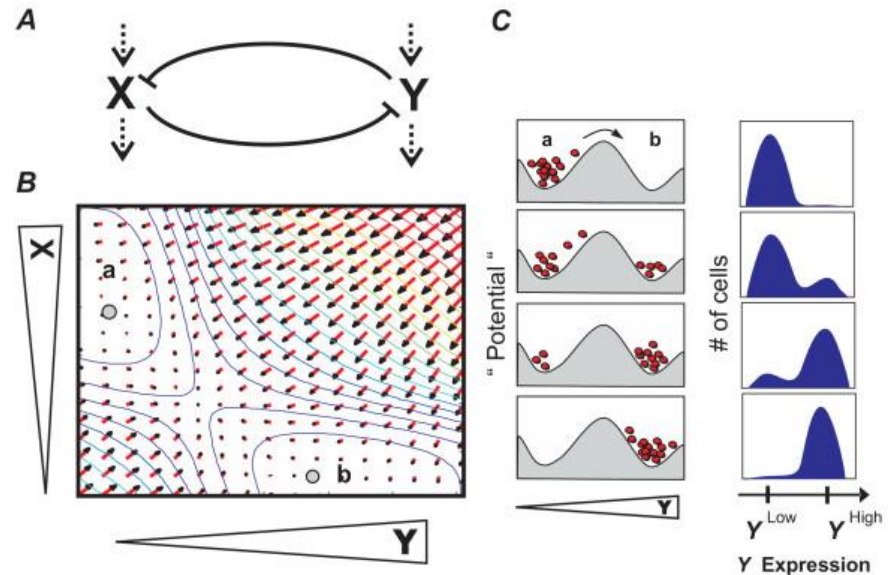 A
X
Y
B
X
a
b
Y
C
a
b
" Potential "
# of cells
Y
Y Low
Y High
Y Expression